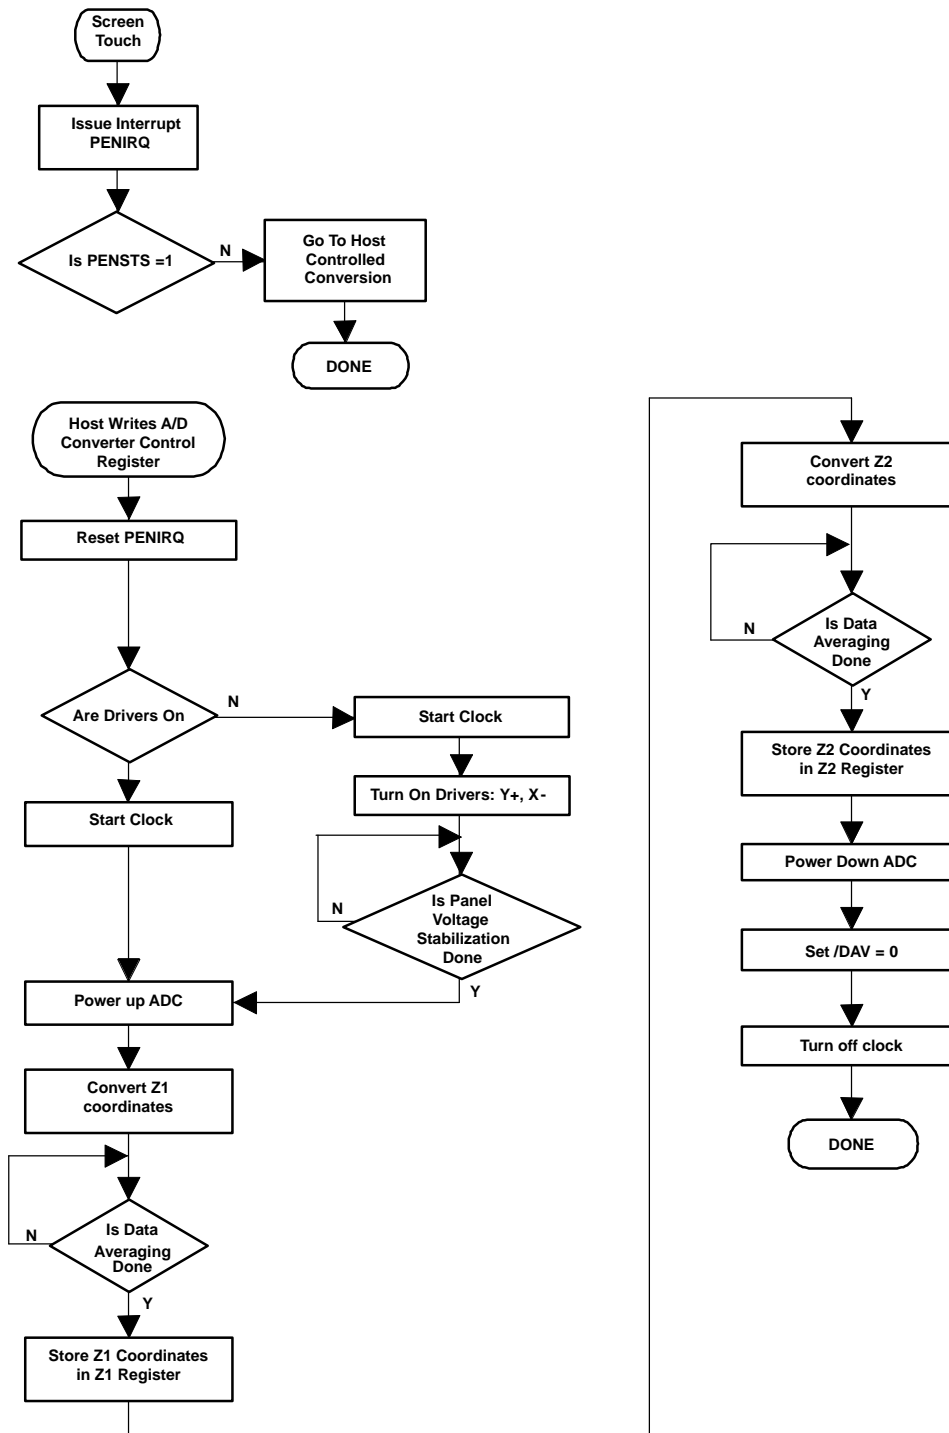 Screen
Touch
Issue Interrupt
PENIRQ
Is PENSTS =1
N
Go To Host
Controlled
Conversion
DONE
Host Writes A/D
Converter Control
Register
Reset PENIRQ
Are Drivers On
N
Start Clock
Start Clock
Turn On Drivers: Y+, X-
Is Panel
Voltage
Stabilization
Done
N
Y
Power up ADC
Convert Z1
coordinates
Is Data
Averaging
Done
N
Y
Store Z1 Coordinates
in Z1 Register
Convert Z2
coordinates
Is Data
Averaging
Done
N
Y
Store Z2 Coordinates
in Z2 Register
Power Down ADC
Set /DAV = 0
Turn off clock
DONE